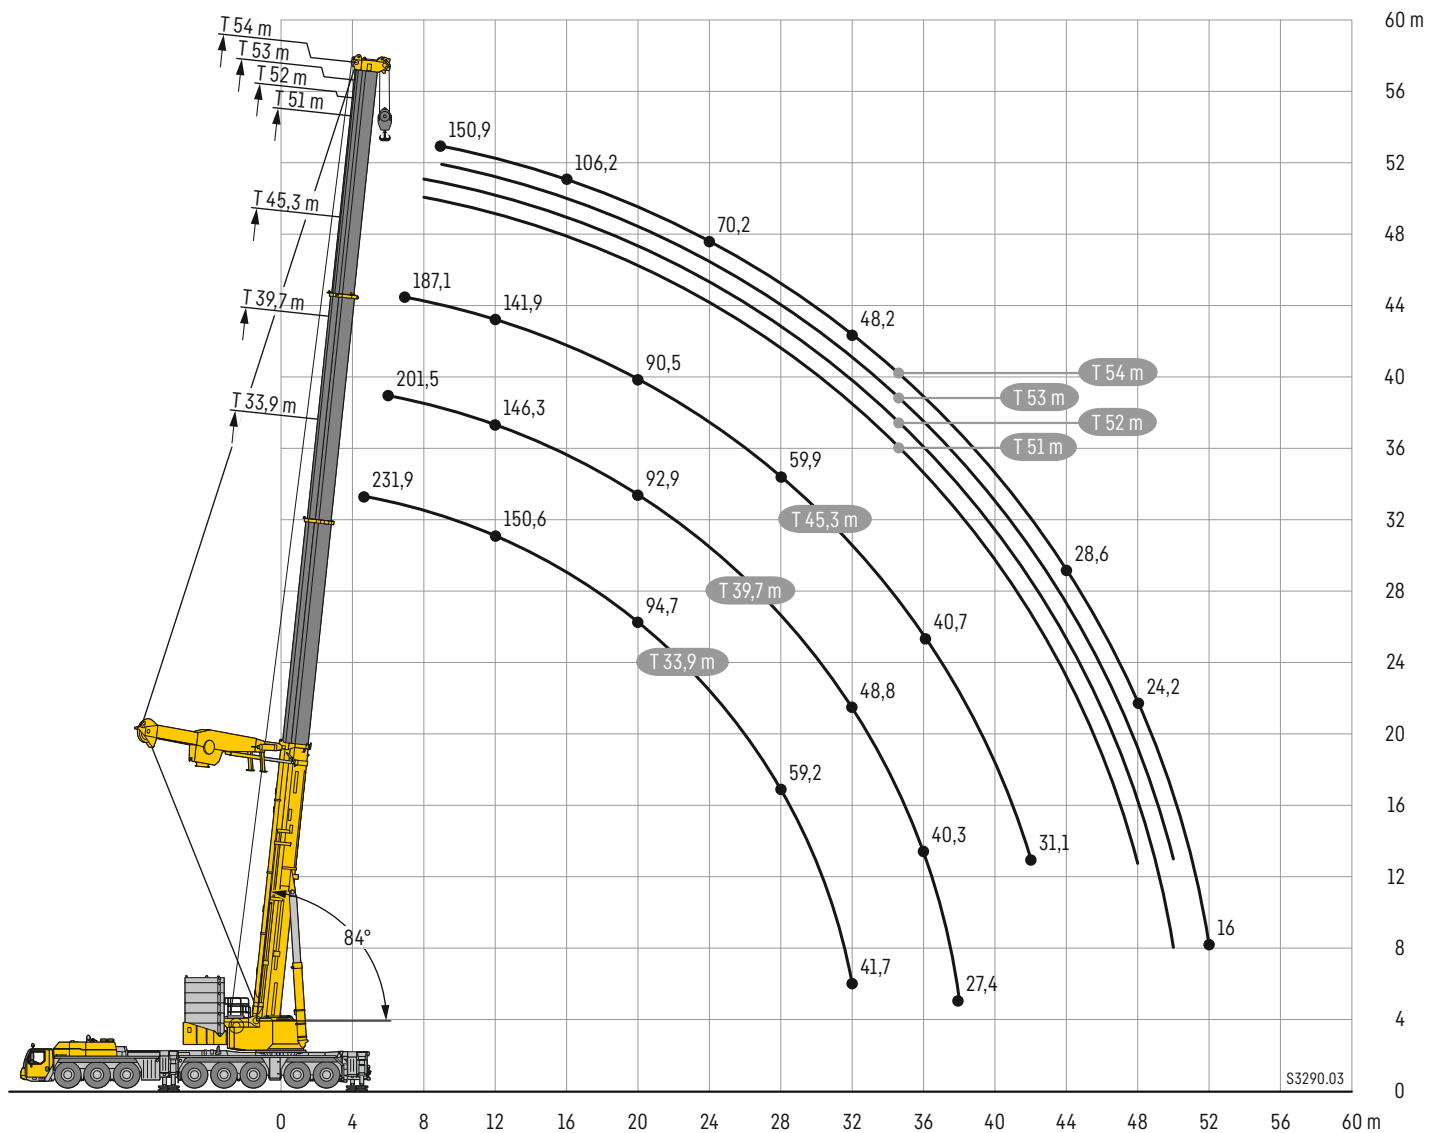 T 54 m
T 53 m
T 52 m
T 51 m
T 45,3 m
T 39,7 m
T 33,9 m
84°
150,9
106,2
70,2
48,2
28,6
24,2
16
187,1
141,9
90,5
59,9
40,7
31,1
201,5
146,3
92,9
48,8
40,3
27,4
231,9
150,6
94,7
59,2
41,7
T 54 m
T 53 m
T 52 m
T 51 m
T 45,3 m
T 39,7 m
T 33,9 m
60 m
56
52
48
44
40
36
32
28
24
20
16
12
8
4
0
S3290.03
0 4 8 12 16 20 24 28 32 36 40 44 48 52 56 60 m